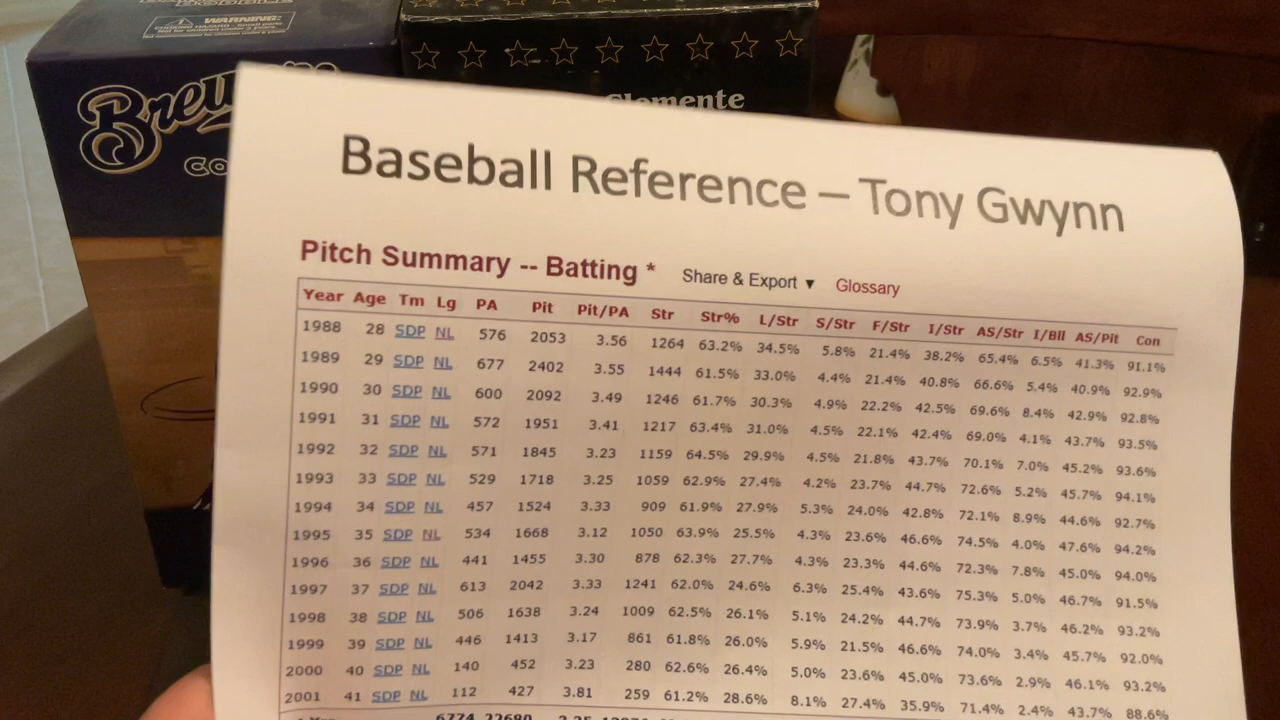 WARNING:
Brew
CO
Clemente
Baseball Reference – Tony Gwynn
Pitch Summary -- Batting * Share & Export ▼ Glossary
Year Age Tm Lg PA Pit Pit/PA Str Str% L/Str S/Str F/Str I/Str AS/Str I/Bll AS/Pit Con
1988 28 SDP NL 576 2053 3.56 1264 63.2% 34.5% 5.8% 21.4% 38.2% 65.4% 6.5% 41.3% 91.1%
1989 29 SDP NL 677 2402 3.55 1444 61.5% 33.0% 4.4% 21.4% 40.8% 66.6% 5.4% 40.9% 92.9%
1990 30 SDP NL 600 2092 3.49 1246 61.7% 30.3% 4.9% 22.2% 42.5% 69.6% 8.4% 42.9% 92.8%
1991 31 SDP NL 572 1951 3.41 1217 63.4% 31.0% 4.5% 22.1% 42.4% 69.0% 4.1% 43.7% 93.5%
1992 32 SDP NL 571 1845 3.23 1159 64.5% 29.9% 4.5% 21.8% 43.7% 70.1% 7.0% 45.2% 93.6%
1993 33 SDP NL 529 1718 3.25 1059 62.9% 27.4% 4.2% 23.7% 44.7% 72.6% 5.2% 45.7% 94.1%
1994 34 SDP NL 457 1524 3.33 909 61.9% 27.9% 5.3% 24.0% 42.8% 72.1% 8.9% 44.6% 92.7%
1995 35 SDP NL 534 1668 3.12 1050 63.9% 25.5% 4.3% 23.6% 46.6% 74.5% 4.0% 47.6% 94.2%
1996 36 SDP NL 441 1455 3.30 878 62.3% 27.7% 4.3% 23.3% 44.6% 72.3% 7.8% 45.0% 94.0%
1997 37 SDP NL 613 2042 3.33 1241 62.0% 24.6% 6.3% 25.4% 43.6% 75.3% 5.0% 46.7% 91.5%
1998 38 SDP NL 506 1638 3.24 1009 62.5% 26.1% 5.1% 24.2% 44.7% 73.9% 3.7% 46.2% 93.2%
1999 39 SDP NL 446 1413 3.17 861 61.8% 26.0% 5.9% 21.5% 46.6% 74.0% 3.4% 45.7% 92.0%
2000 40 SDP NL 140 452 3.23 280 62.6% 26.4% 5.0% 23.6% 45.0% 73.6% 2.9% 46.1% 93.2%
2001 41 SDP NL 112 427 3.81 259 61.2% 28.6% 8.1% 27.4% 35.9% 71.4% 2.4% 43.7% 88.6%
6774 22680